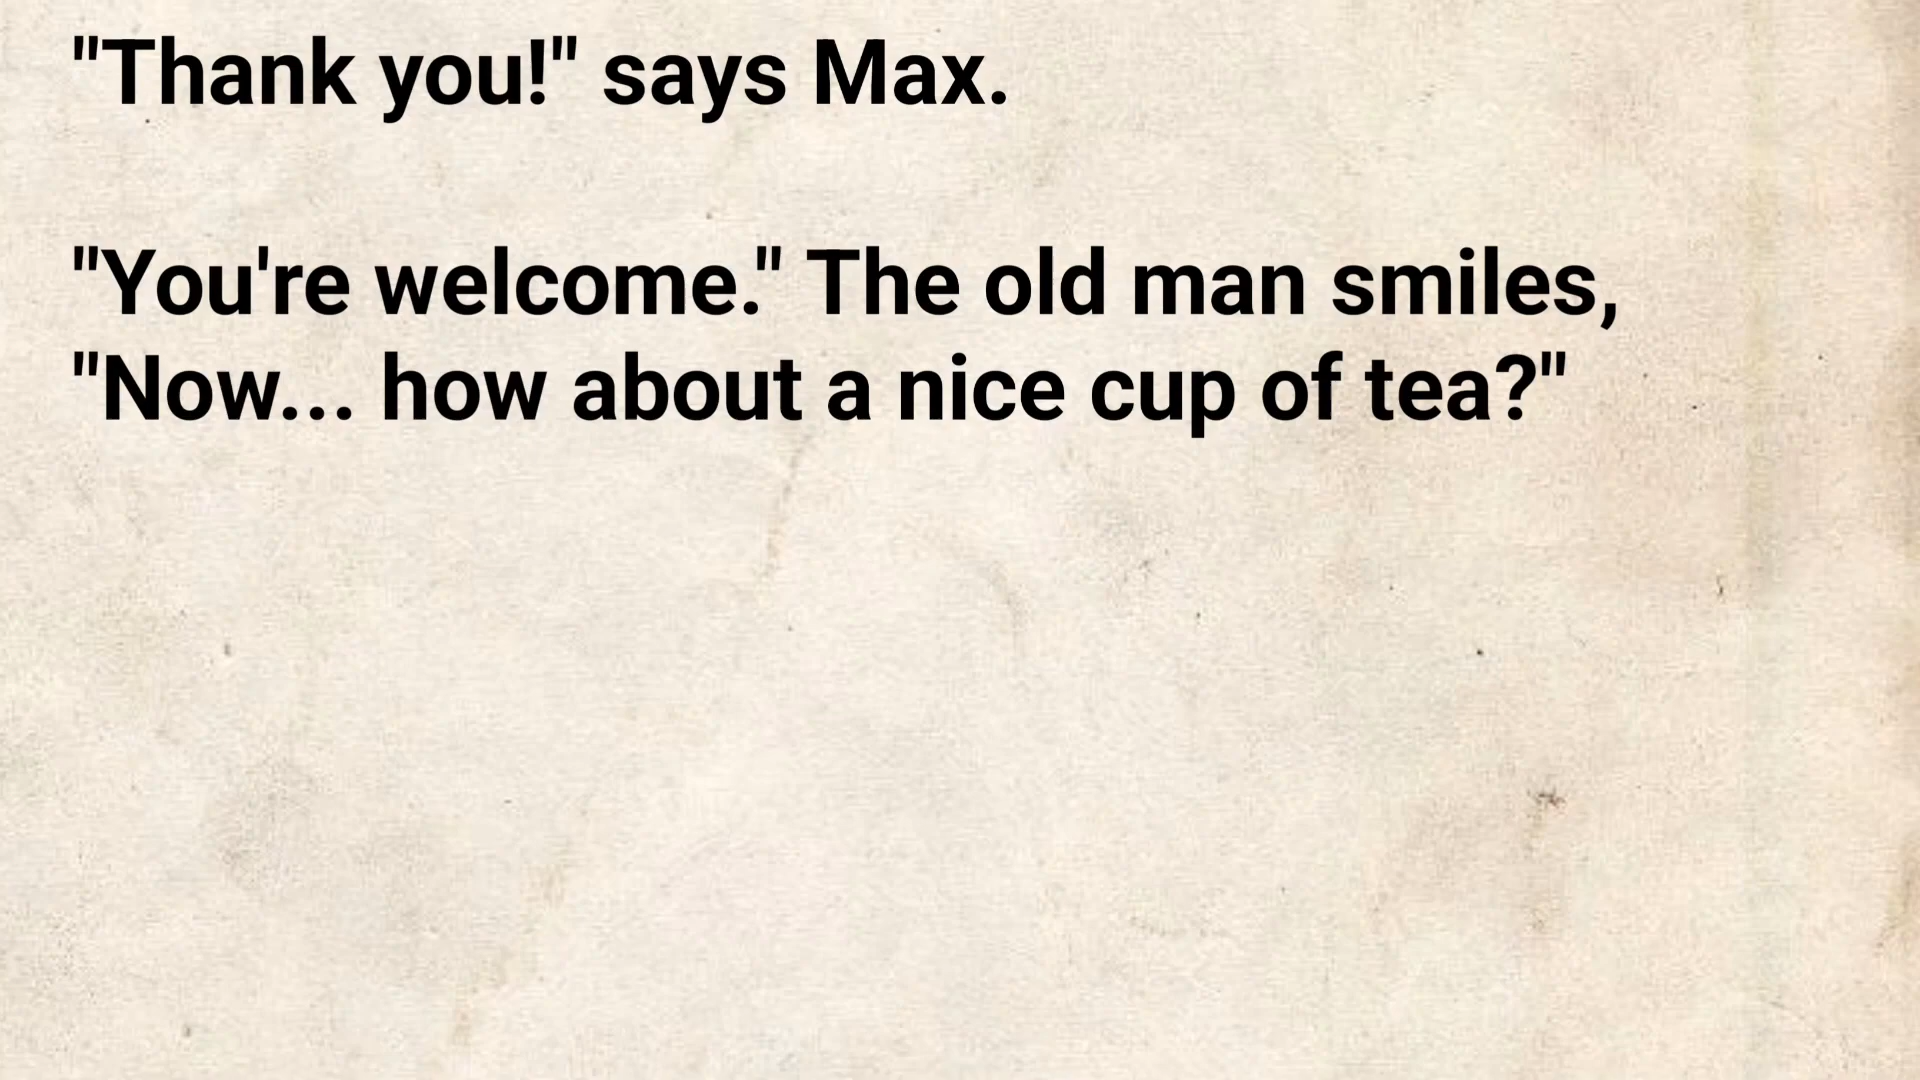 "Thank you!" says Max.
"You're welcome." The old man smiles,
"Now... how about a nice cup of tea?"